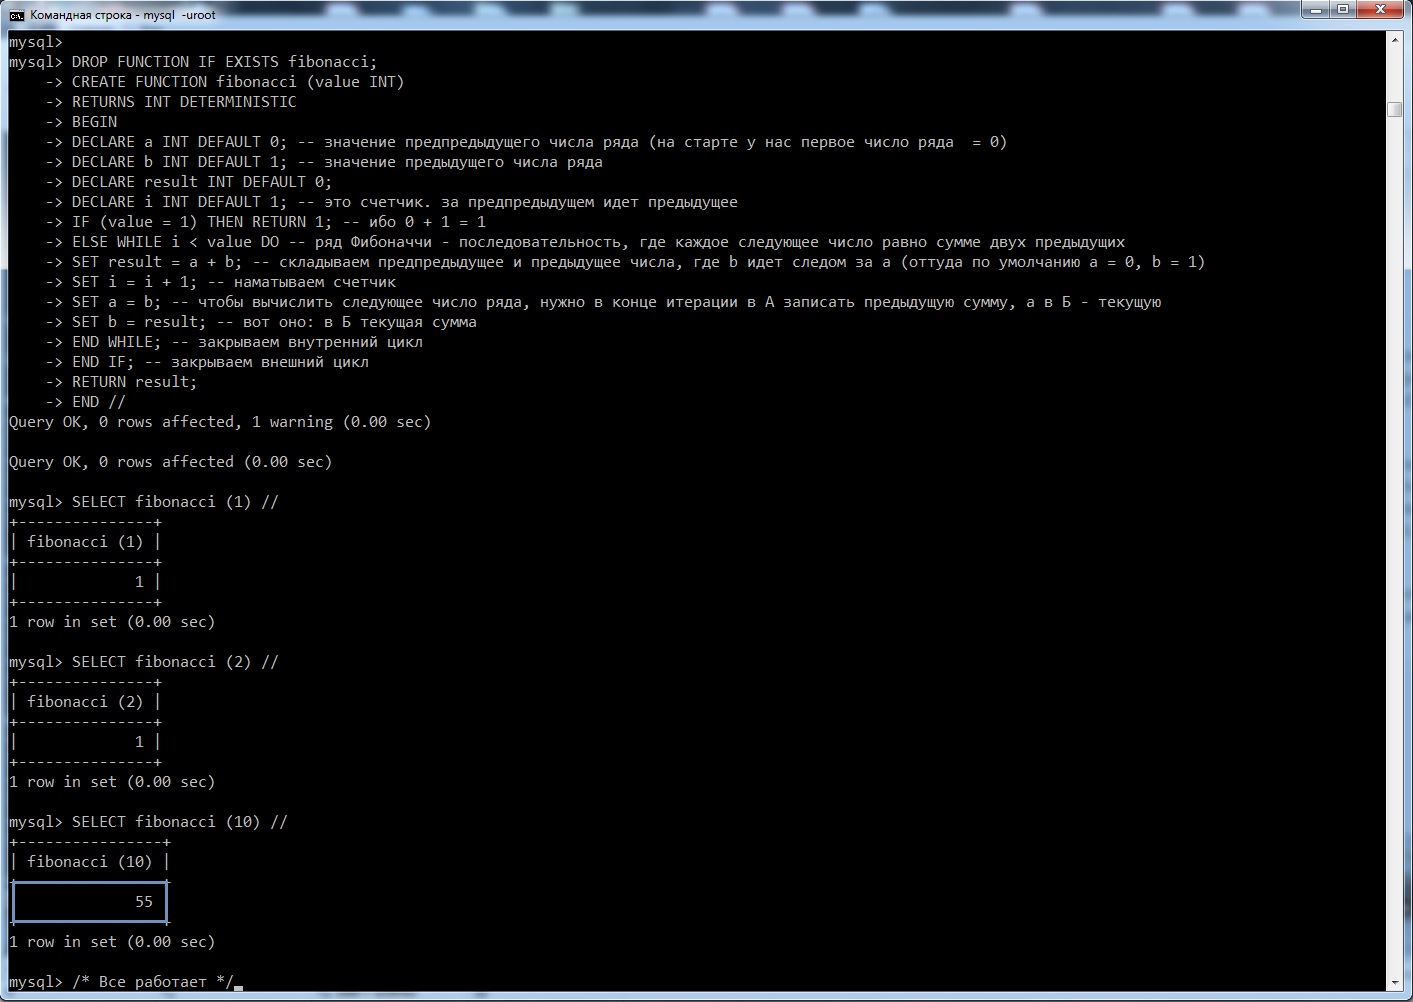 Командная строка - mysql  -uroot
mysql>
mysql> DROP FUNCTION IF EXISTS fibonacci;
    -> CREATE FUNCTION fibonacci (value INT)
    -> RETURNS INT DETERMINISTIC
    -> BEGIN
    -> DECLARE a INT DEFAULT 0; -- значение предпредыдущего числа ряда (на старте у нас первое число ряда  = 0)
    -> DECLARE b INT DEFAULT 1; -- значение предыдущего числа ряда
    -> DECLARE result INT DEFAULT 0;
    -> DECLARE i INT DEFAULT 1; -- это счетчик. за предпредыдущем идет предыдущее
    -> IF (value = 1) THEN RETURN 1; -- ибо 0 + 1 = 1
    -> ELSE WHILE i < value DO -- ряд Фибоначчи - последовательность, где каждое следующее число равно сумме двух предыдущих
    -> SET result = a + b; -- складываем предпредыдущее и предыдущее числа, где b идет следом за a (оттуда по умолчанию a = 0, b = 1)
    -> SET i = i + 1; -- наматываем счетчик
    -> SET a = b; -- чтобы вычислить следующее число ряда, нужно в конце итерации в А записать предыдущую сумму, а в Б - текущую
    -> SET b = result; -- вот оно: в Б текущая сумма
    -> END WHILE; -- закрываем внутренний цикл
    -> END IF; -- закрываем внешний цикл
    -> RETURN result;
    -> END //
Query OK, 0 rows affected, 1 warning (0.00 sec)
Query OK, 0 rows affected (0.00 sec)
mysql> SELECT fibonacci (1) //
+---------------+
| fibonacci (1) |
+---------------+
|             1 |
+---------------+
1 row in set (0.00 sec)
mysql> SELECT fibonacci (2) //
+---------------+
| fibonacci (2) |
+---------------+
|             1 |
+---------------+
1 row in set (0.00 sec)
mysql> SELECT fibonacci (10) //
+----------------+
| fibonacci (10) |
55
1 row in set (0.00 sec)
mysql> /* Все работает */_